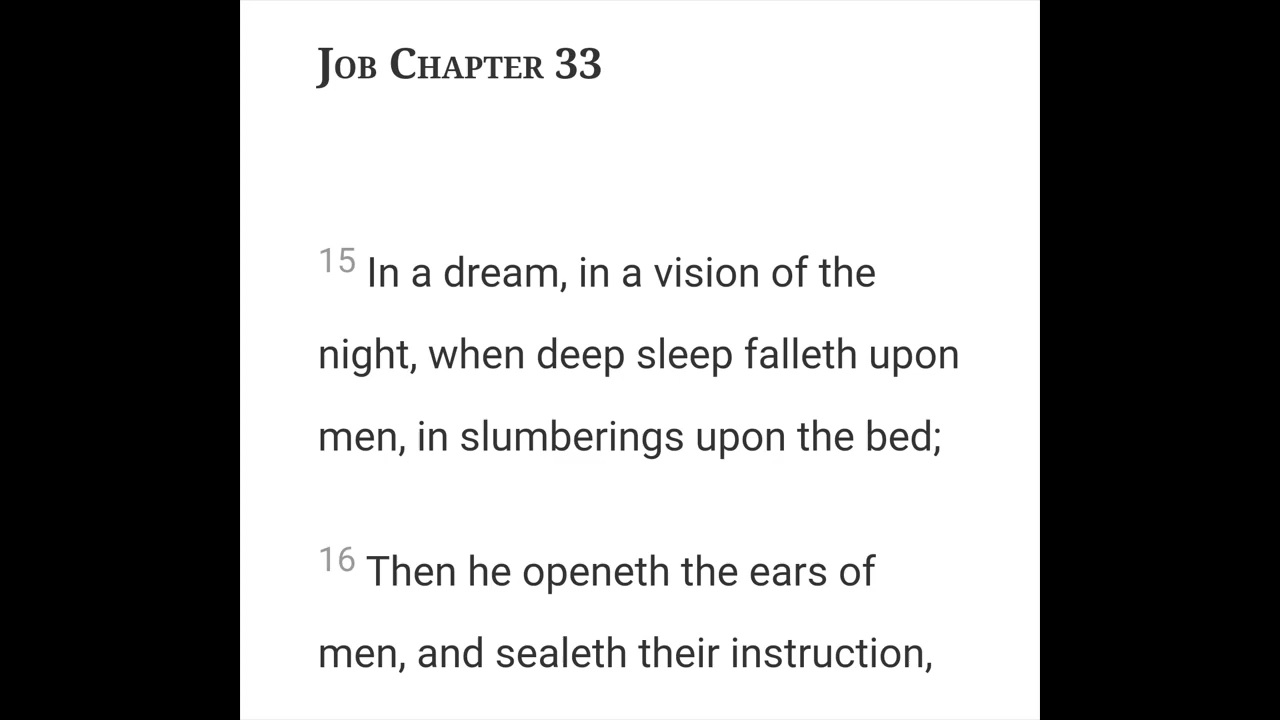 Job Chapter 33
15 In a dream, in a vision of the
night, when deep sleep falleth upon
men, in slumberings upon the bed;
16 Then he openeth the ears of
men, and sealeth their instruction,